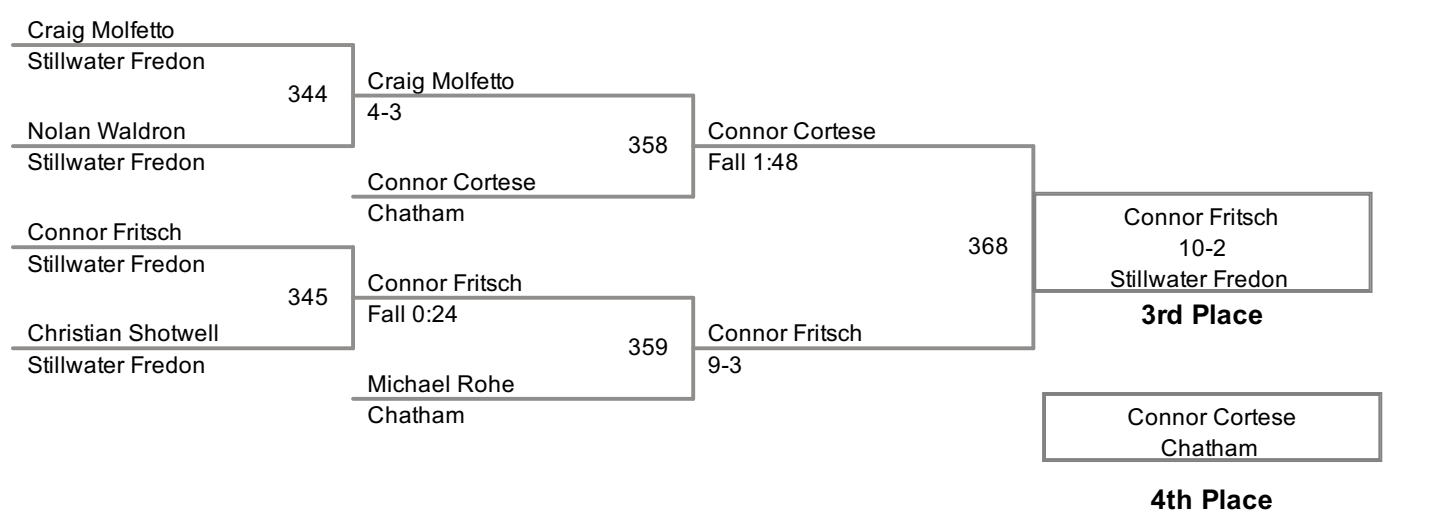 Craig Molfetto
Stillwater Fredon
344
Nolan Waldron
Stillwater Fredon
Craig Molfetto
4-3
358
Connor Cortese
Chatham
Connor Fritsch
Stillwater Fredon
345
Christian Shotwell
Stillwater Fredon
Connor Fritsch
Fall 0:24
359
Michael Rohe
Chatham
Connor Cortese
Fall 1:48
368
Connor Fritsch
9-3
Connor Fritsch
10-2
Stillwater Fredon
3rd Place
Connor Cortese
Chatham
4th Place